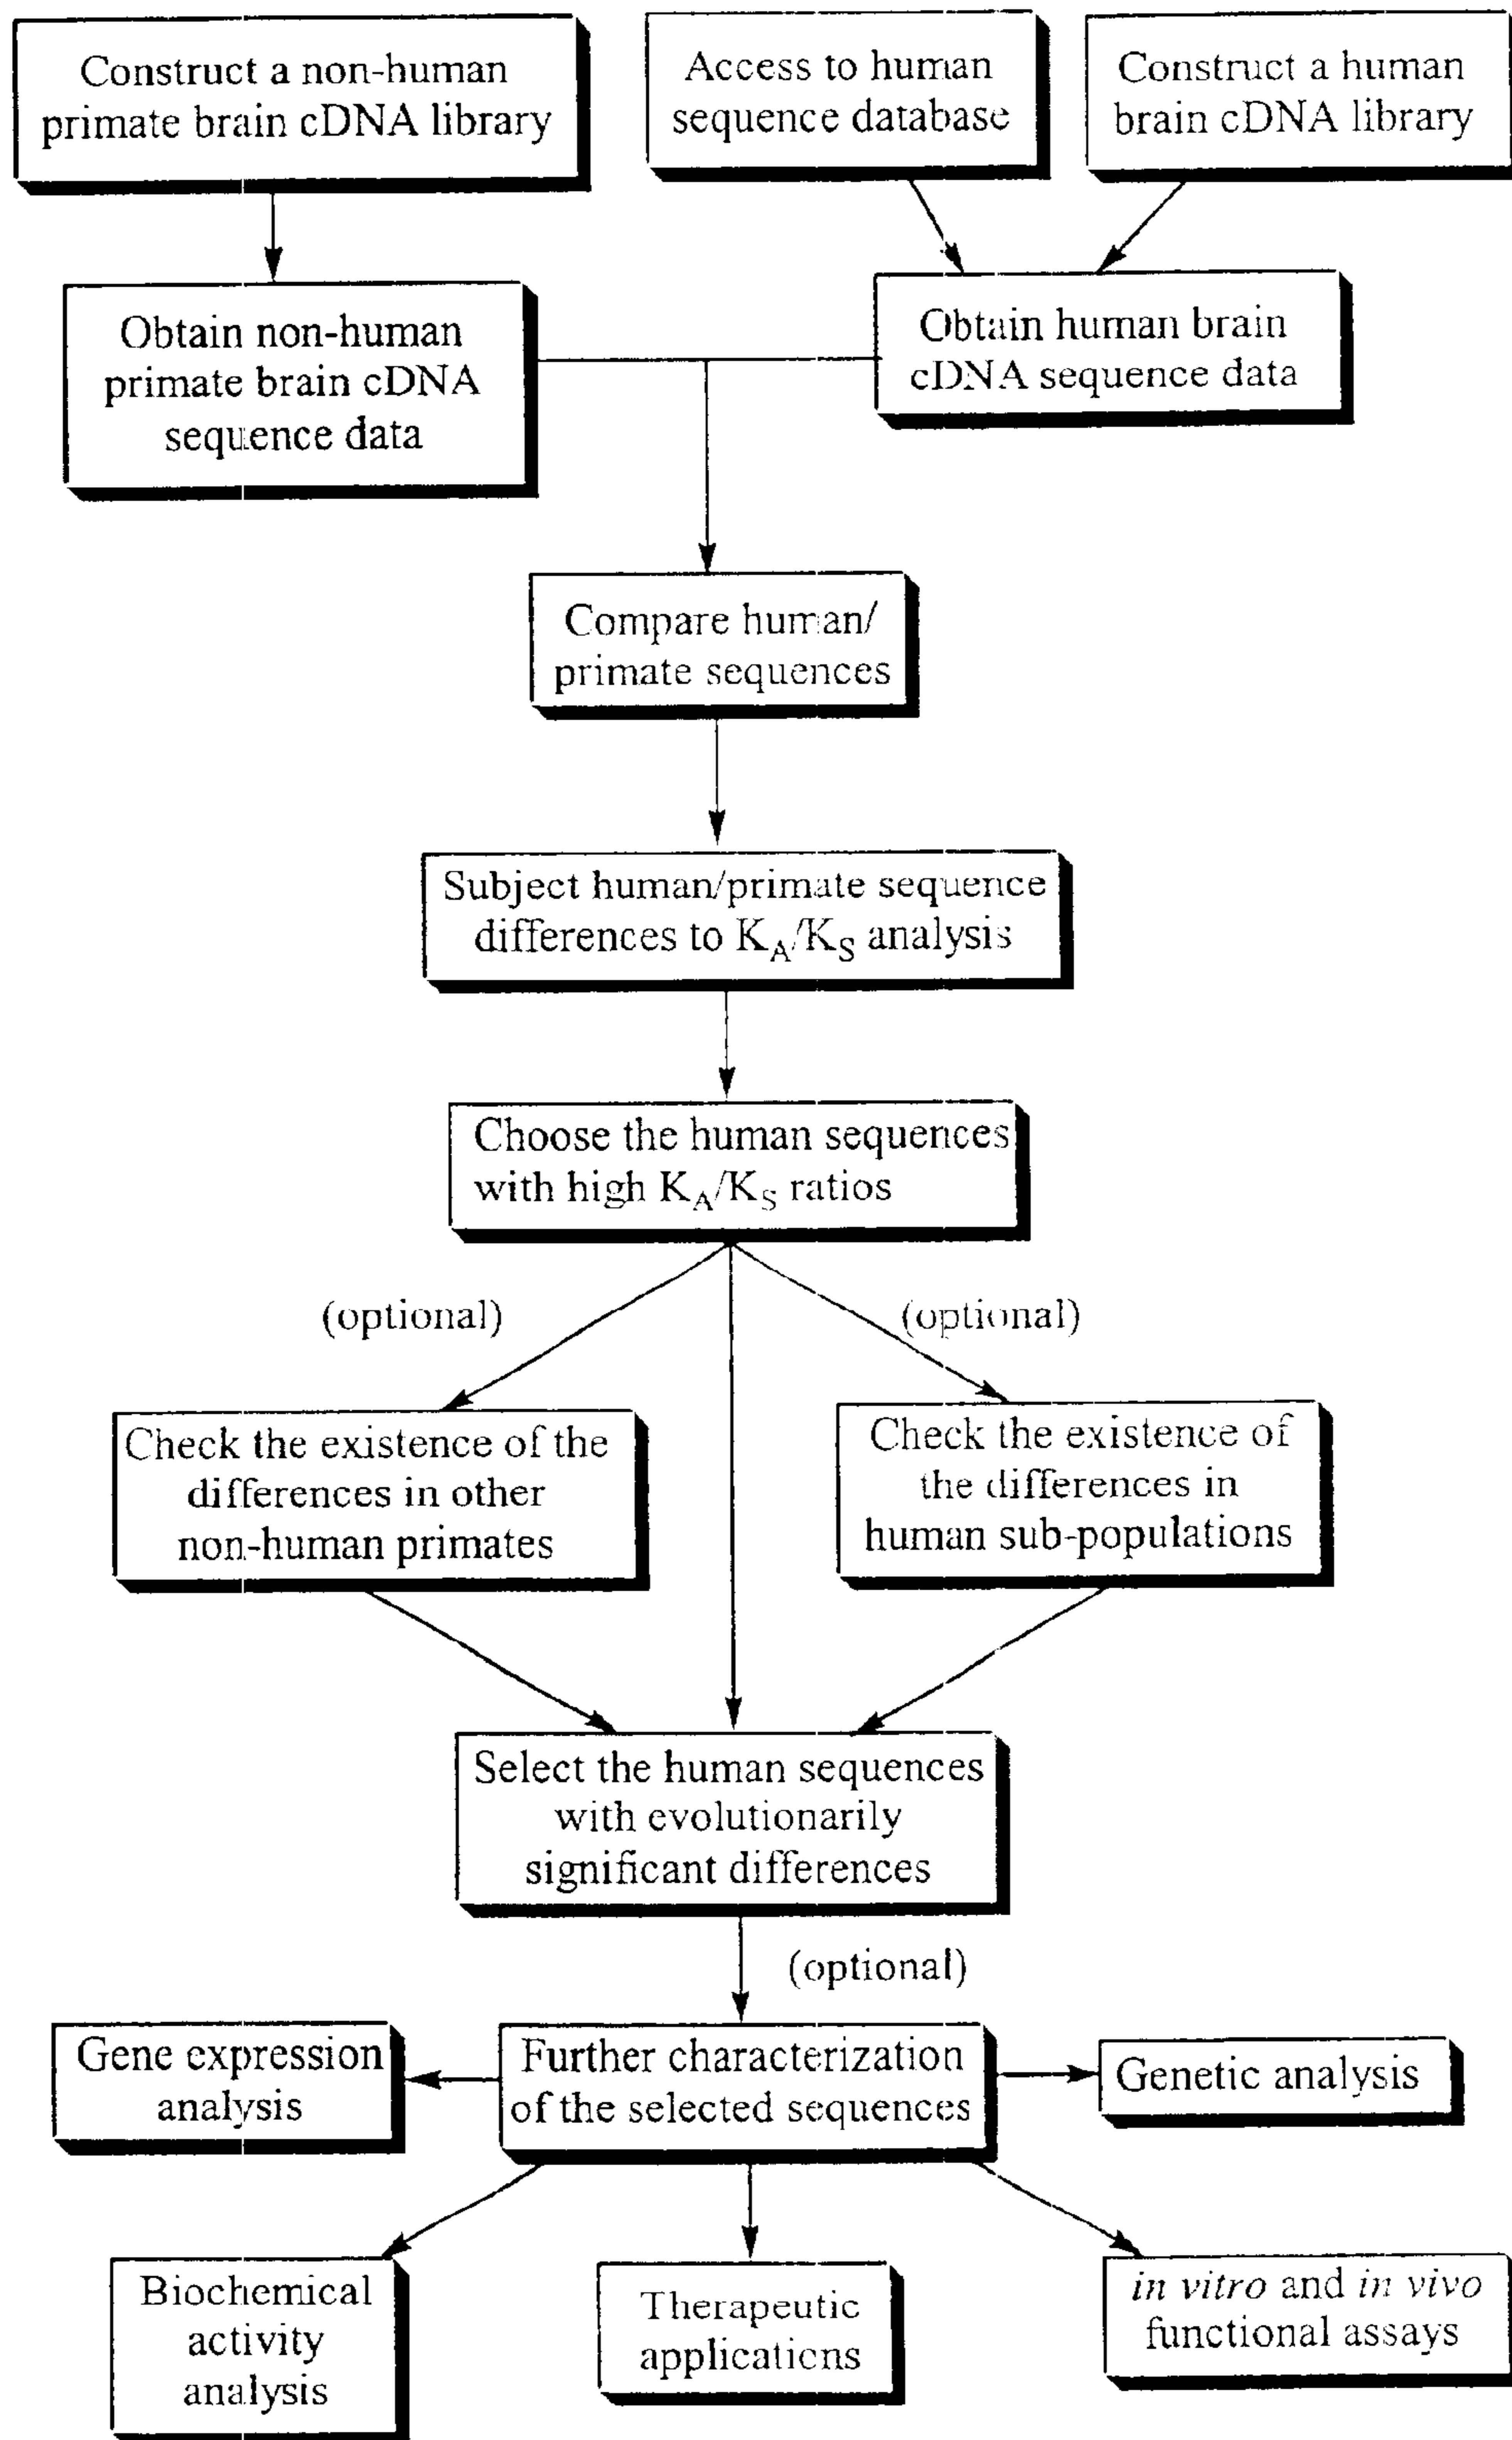 Construct a non-human
primate brain cDNA library
Access to human
sequence database
Construct a human
brain cDNA library
Obtain non-human
primate brain cDNA
sequence data
Obtain human brain
cDNA sequence data
Compare human/
primate sequences
Subject human/primate sequence
differences to KA/KS analysis
Choose the human sequences
with high KA/KS ratios
(optional)
(optional)
Check the existence of the
differences in other
non-human primates
Check the existence of
the differences in
human sub-populations
Select the human sequences
with evolutionarily
significant differences
(optional)
Gene expression
analysis
Further characterization
of the selected sequences
Genetic analysis
Biochemical
activity
analysis
Therapeutic
applications
in vitro and in vivo
functional assays